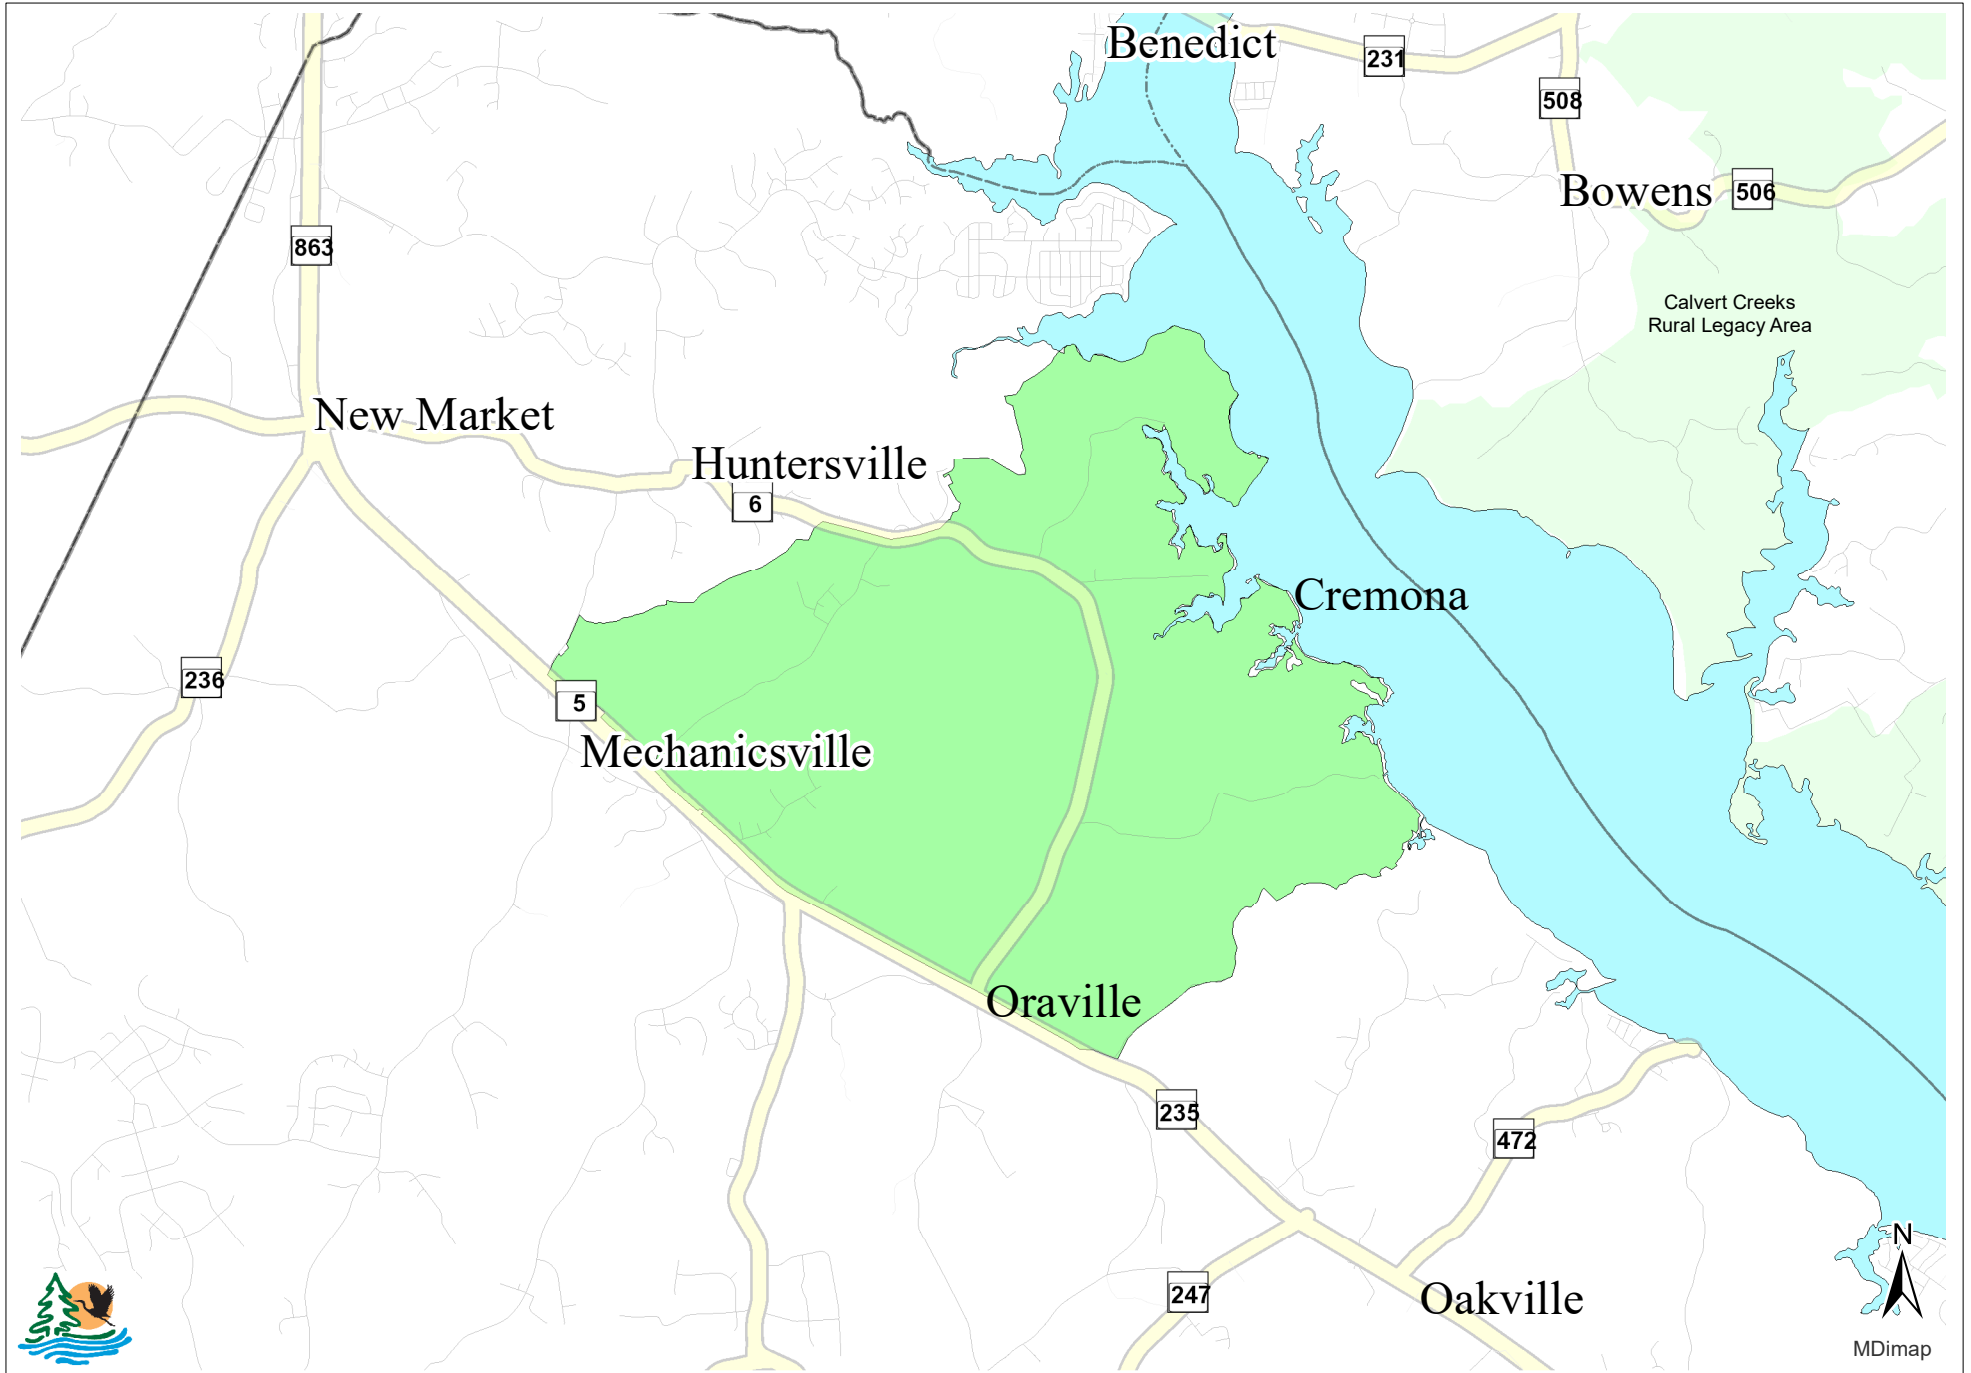 Benedict
231
508
Bowens
506
863
Calvert Creeks
Rural Legacy Area
New Market
Huntersville
6
Cremona
236
5
Mechanicsville
Oraville
235
472
N
247
Oakville
MDimap